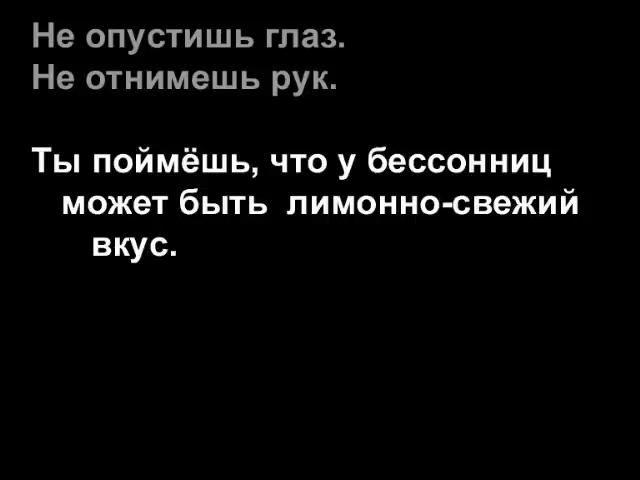 Не опустишь глаз.
Не отнимешь рук.
Ты поймёшь, что у бессонниц
может быть лимонно-свежий
вкус.